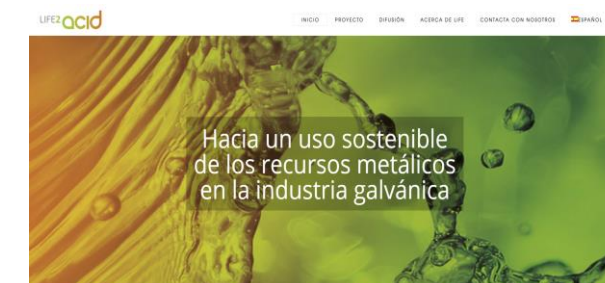 LIFE2acid
INICIO PROYECTO DIFUSIÓN ACERCA DE LIFE CONTACTA CON NOSOTROS ESPAÑOL
Hacia un uso sostenible
de los recursos metálicos
en la industria galvánica